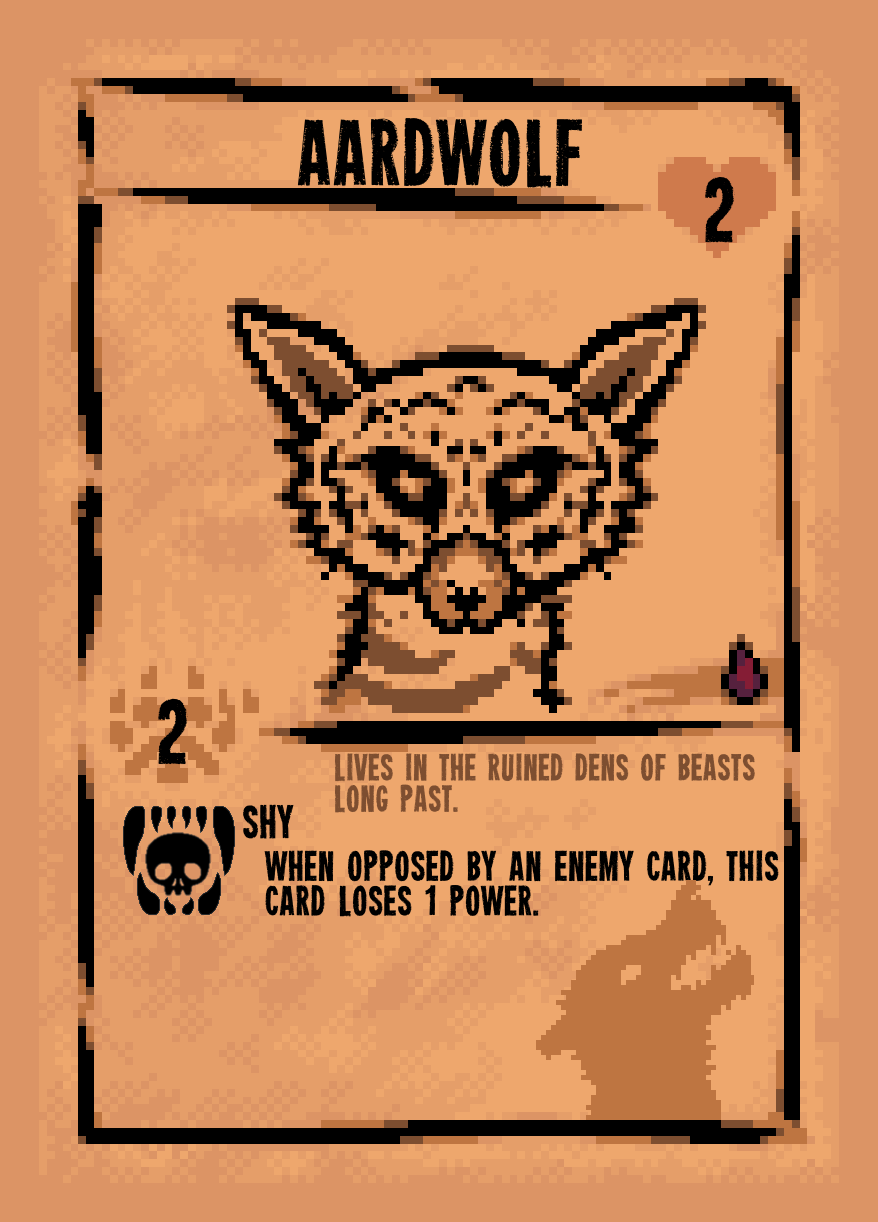 AARDWOLF
2
2
LIVES IN THE RUINED DENS OF BEASTS
LONG PAST.
SHY
WHEN OPPOSED BY AN ENEMY CARD, THIS
CARD LOSES 1 POWER.